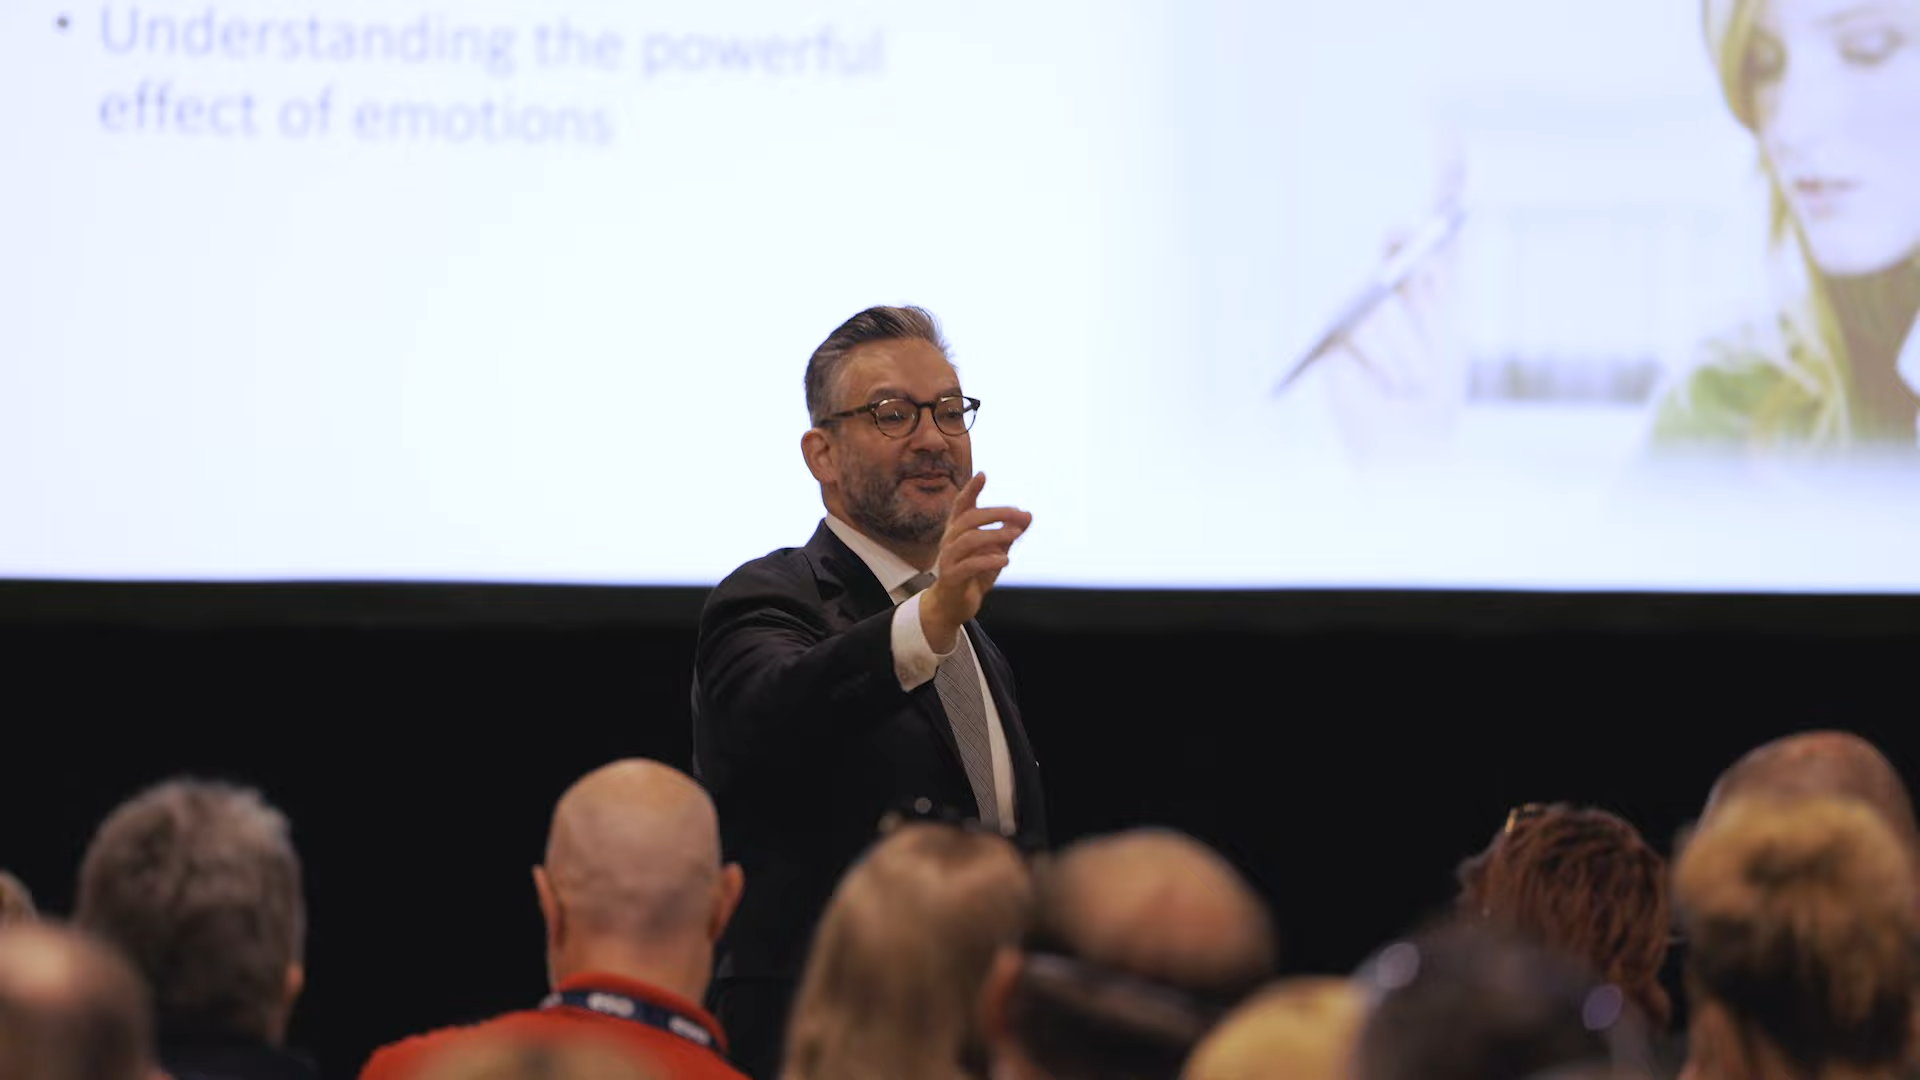 • Understanding the powerful
effect of emotions